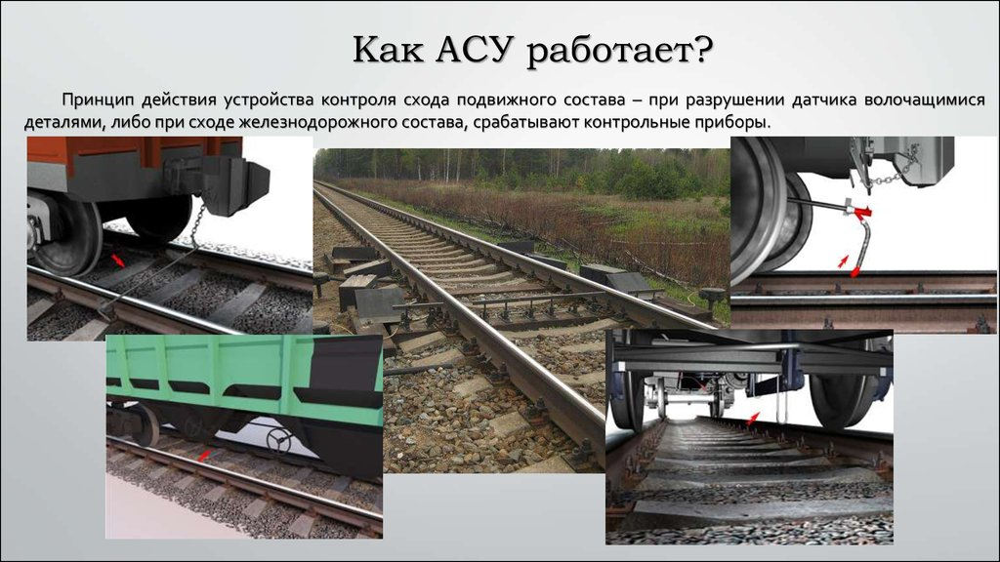 Как АСУ работает?
Принцип действия устройства контроля схода подвижного состава – при разрушении датчика волочащимися
деталями, либо при сходе железнодорожного состава, срабатывают контрольные приборы.